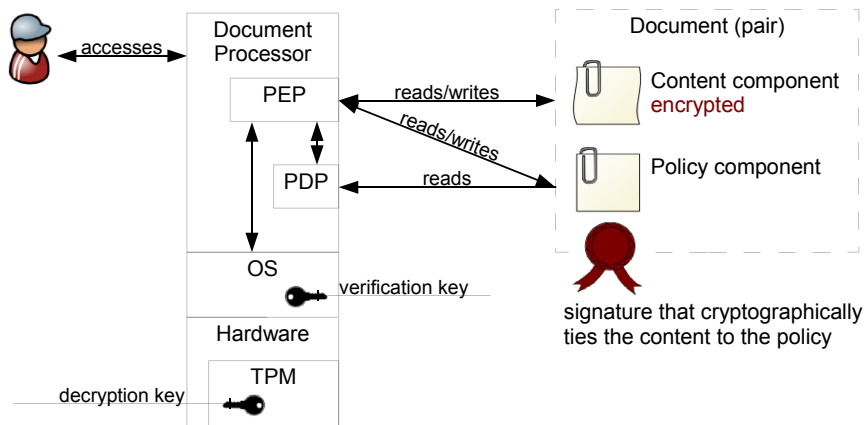 accesses
Document
Processor
PEP
PDP
OS
verification key
Hardware
TPM
decryption key
reads/writes
reads/writes
reads
Document (pair)
Content component
encrypted
Policy component
signature that cryptographically
ties the content to the policy